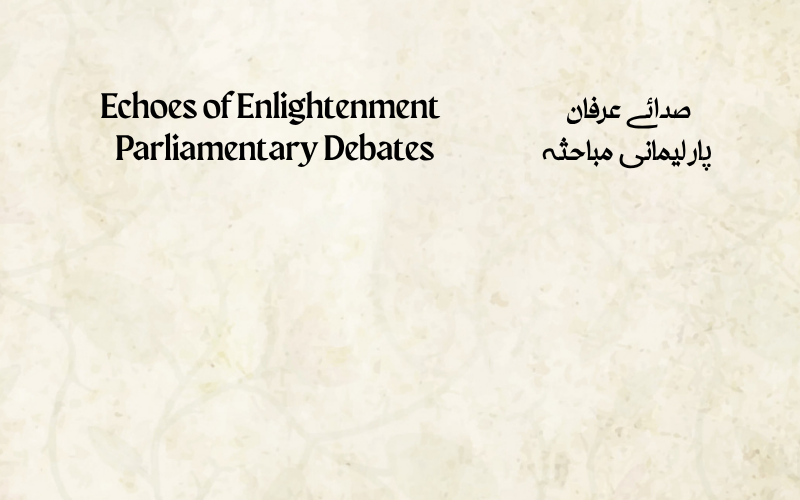 Echoes of Enlightenment
Parliamentary Debates
صدائے عرفان
پارلیمانی مباحثہ